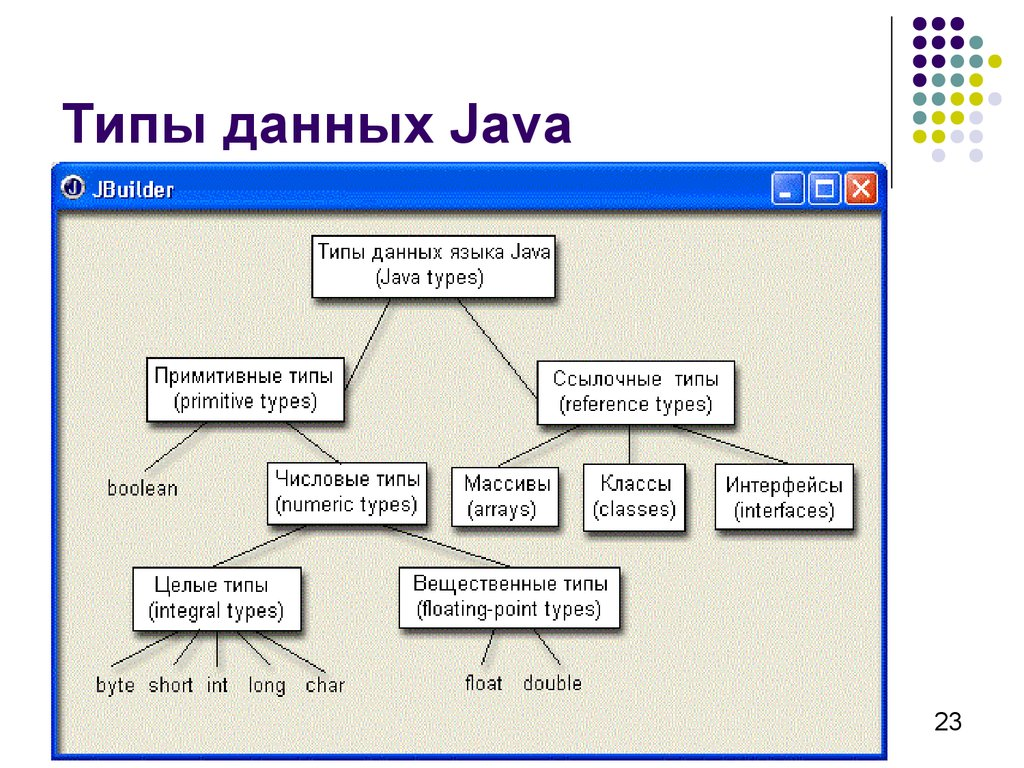 Типы данных Java
JBuilder
Типы данных языка Java
(Java types)
Примитивные типы
(primitive types)
Ссылочные типы
(reference types)
boolean
Числовые типы
(numeric types)
Массивы
(arrays)
Классы
(classes)
Интерфейсы
(interfaces)
Целые типы
(integral types)
Вещественные типы
(floating-point types)
byte short int long char
float double
23